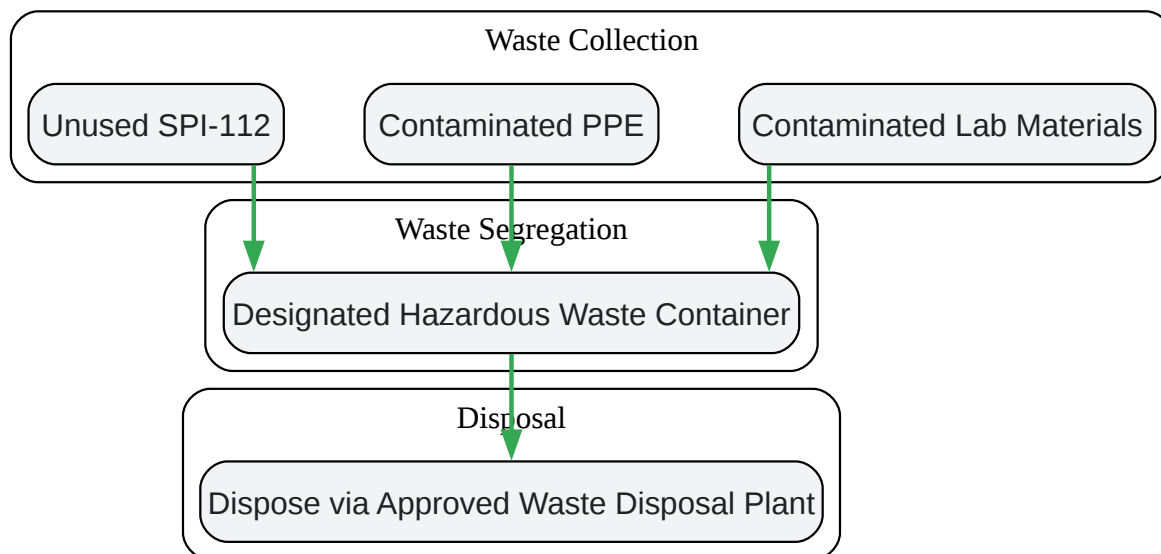 Waste Collection
Unused SPI-112
Contaminated PPE
Contaminated Lab Materials
Waste Segregation
Designated Hazardous Waste Container
Disposal
Dispose via Approved Waste Disposal Plant